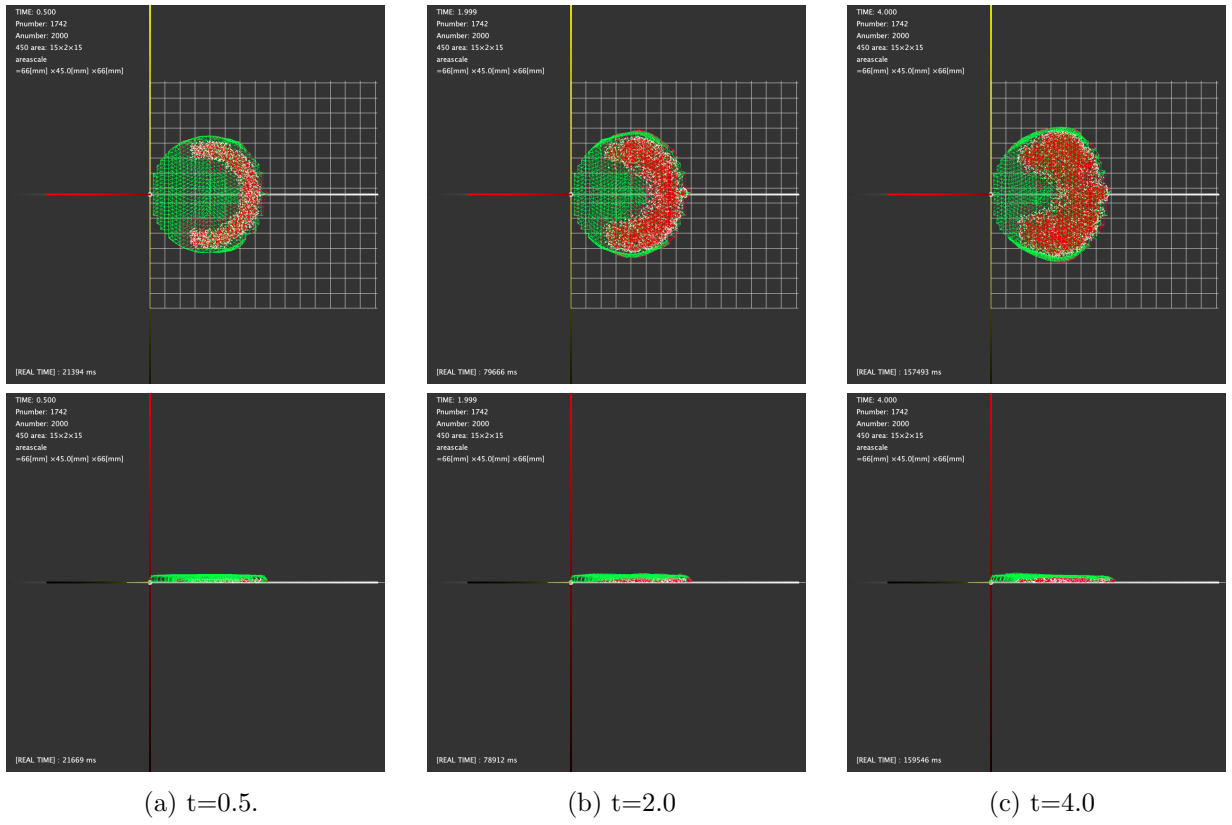 TIME: 0.500
Pnumber: 1742
Anumber: 2000
450 area: 15×2×15
areascale
=66[mm] ×45.0[mm] ×66[mm]
[REAL TIME] : 21394 ms
TIME: 1.999
Pnumber: 1742
Anumber: 2000
450 area: 15×2×15
areascale
=66[mm] ×45.0[mm] ×66[mm]
[REAL TIME] : 79666 ms
TIME: 4.000
Pnumber: 1742
Anumber: 2000
450 area: 15×2×15
areascale
=66[mm] ×45.0[mm] ×66[mm]
[REAL TIME] : 157493 ms
TIME: 0.500
Pnumber: 1742
Anumber: 2000
450 area: 15×2×15
areascale
=66[mm] ×45.0[mm] ×66[mm]
[REAL TIME] : 21669 ms
TIME: 1.999
Pnumber: 1742
Anumber: 2000
450 area: 15×2×15
areascale
=66[mm] ×45.0[mm] ×66[mm]
[REAL TIME] : 78912 ms
TIME: 4.000
Pnumber: 1742
Anumber: 2000
450 area: 15×2×15
areascale
=66[mm] ×45.0[mm] ×66[mm]
[REAL TIME] : 159546 ms
(a) t=0.5.
(b) t=2.0
(c) t=4.0